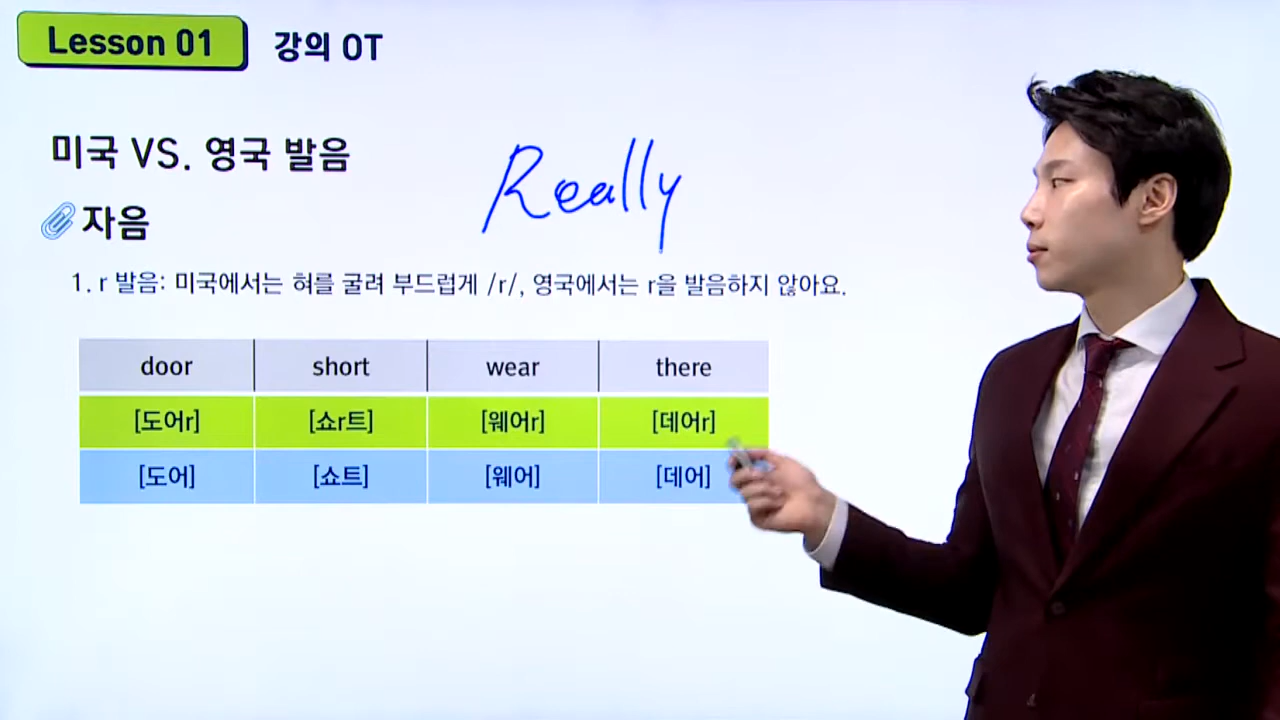 Lesson 01 강의 OT
미국 VS. 영국 발음
Really
자음
1. r 발음: 미국에서는 혀를 굴려 부드럽게 /r/, 영국에서는 r을 발음하지 않아요.
door short wear there
[도어r] [쇼r트] [웨어r] [데어r]
[도어] [쇼트] [웨어] [데어]